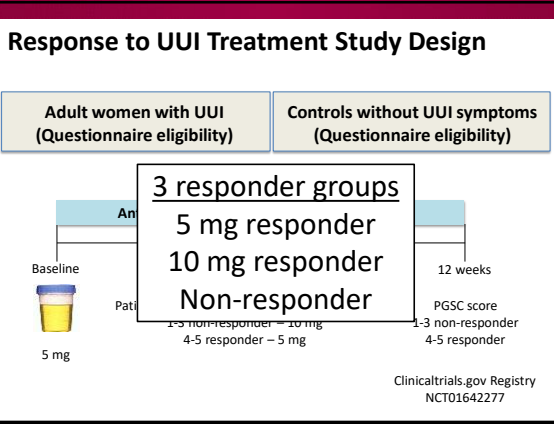 Response to UUI Treatment Study Design
Adult women with UUI
(Questionnaire eligibility)
Controls without UUI symptoms
(Questionnaire eligibility)
3 responder groups
5 mg responder
10 mg responder
Non-responder
Baseline
5 mg
1-3 non-responder – 10 mg
4-5 responder – 5 mg
12 weeks
PGSC score
1-3 non-responder
4-5 responder
Clinicaltrials.gov Registry
NCT01642277